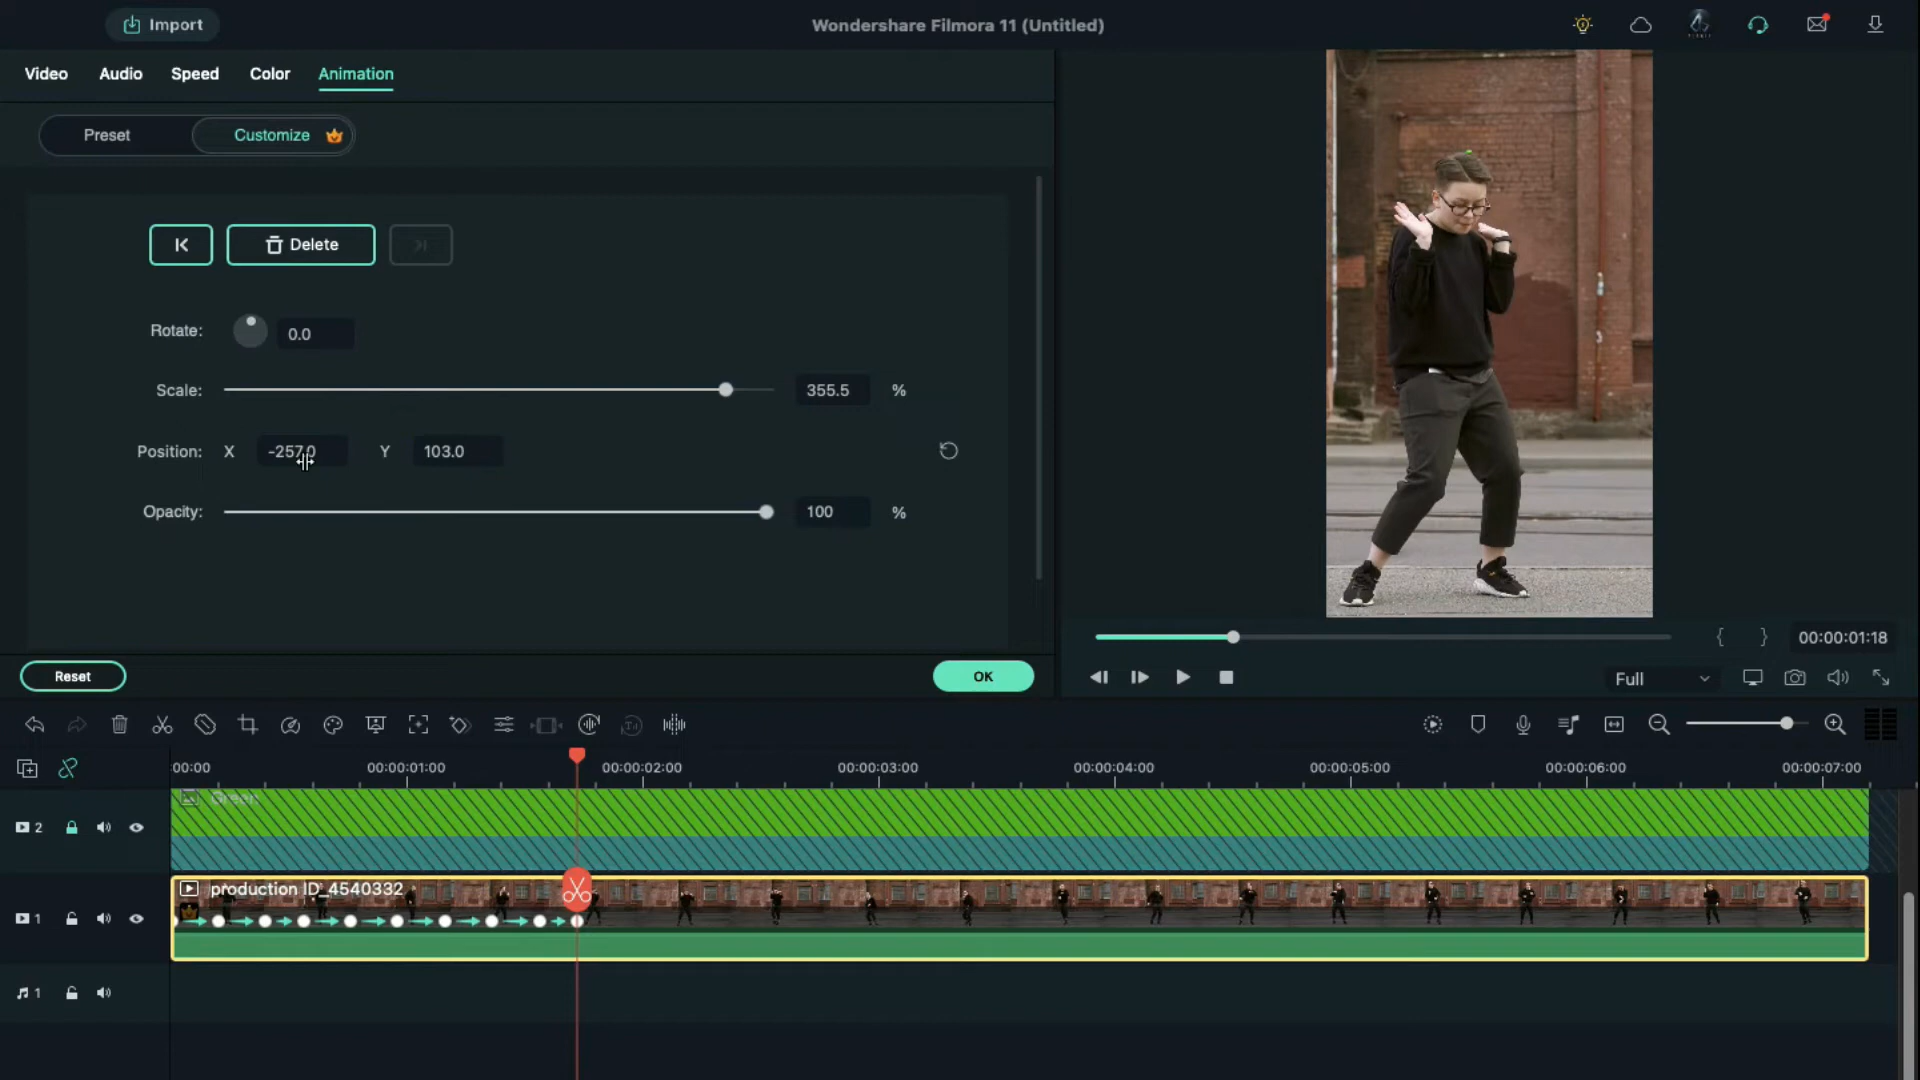 Import
Wondershare Filmora 11 (Untitled)
Video Audio Speed Color Animation
Preset Customize
Delete
Rotate: 0.0
Scale: 355.5 %
Position: X -257.0 Y 103.0
Opacity: 100 %
{ } 00:00:01:18
Reset OK
Full
:00:00 00:00:01:00 00:00:02:00 00:00:03:00 00:00:04:00 00:00:05:00 00:00:06:00 00:00:07:00
Green
2
production ID_4540332
1
1